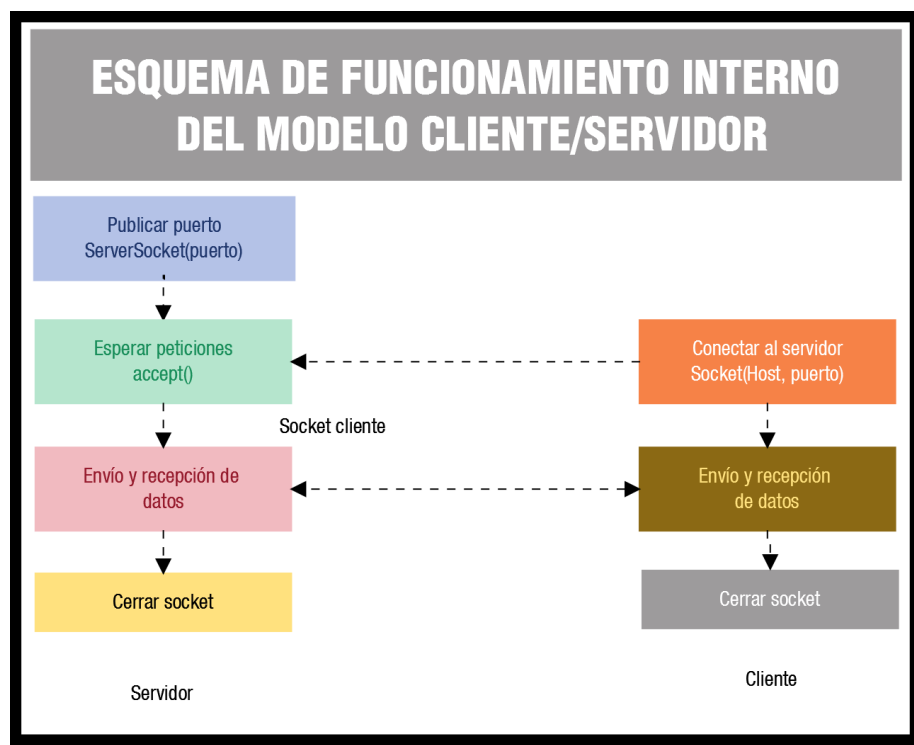 ESQUEMA DE FUNCIONAMIENTO INTERNO
DEL MODELO CLIENTE/SERVIDOR
Publicar puerto
ServerSocket(puerto)
Esperar peticiones
accept()
Conectar al servidor
Socket(Host, puerto)
Socket cliente
Envío y recepción de
datos
Envío y recepción
de datos
Cerrar socket
Cerrar socket
Servidor
Cliente